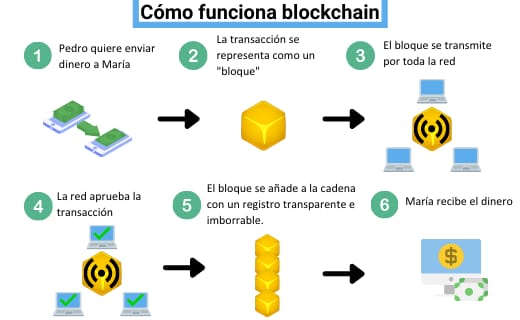 Cómo funciona blockchain
1
Pedro quiere enviar
dinero a María
2
La transacción se
representa como un
"bloque"
3
El bloque se transmite
por toda la red
4
La red aprueba la
transacción
5
El bloque se añade a la cadena
con un registro transparente e
imborrable.
6
María recibe el dinero
$